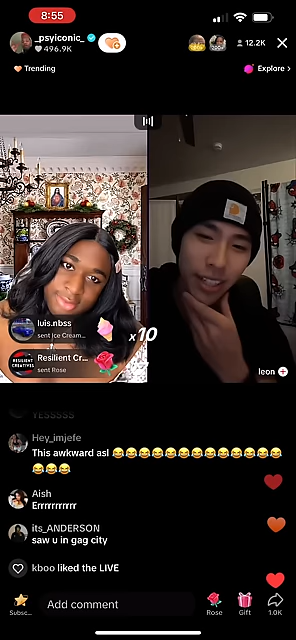 8:55
_psyiconic_
496.9K
12.2K
Trending
Explore >
luis.nbss
sent Ice Cream...
x10
Resilient Cr...
sent Rose
RESILIENT
CREATIVES
leon
YESSSSS
Hey_imjefe
This awkward asl 😂😂😂😂😂😂😂😂😂😂😂😂😂
😂😂😂
Aish
Errrrrrrrrrr
its_ANDERSON
saw u in gag city
kboo liked the LIVE
Subsc...
Add comment
Rose
Gift
1.0K